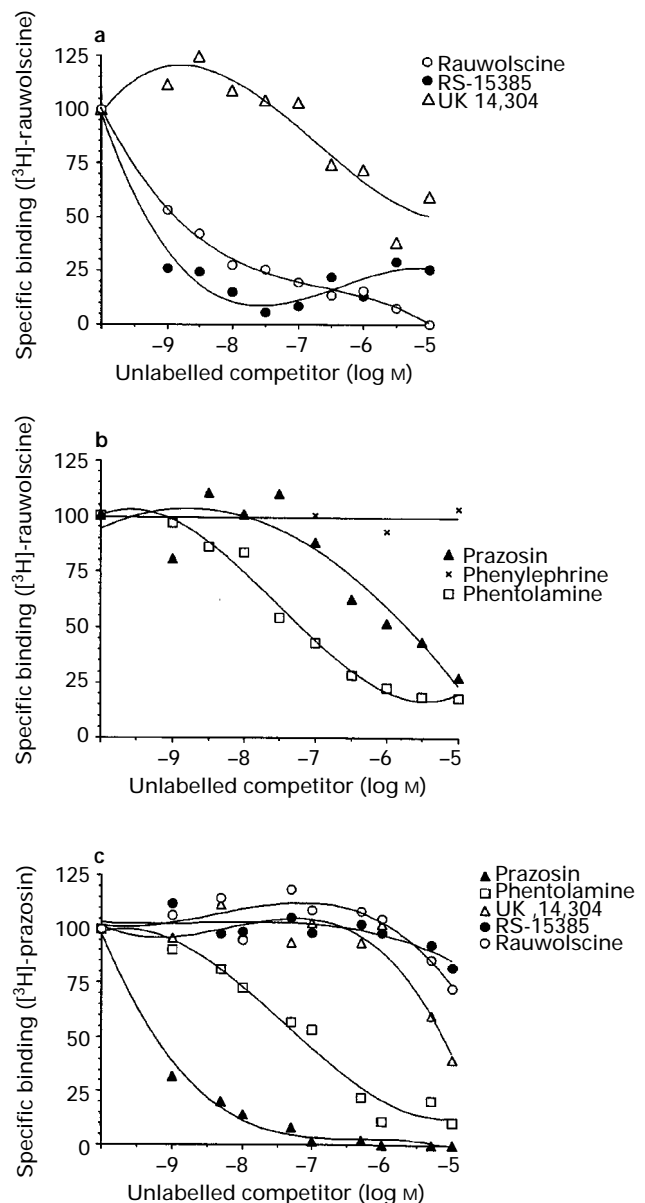 a
Specific binding ([³H]-rauwolscine)
125
100
75
50
25
0
Rauwolscine
RS-15385
UK 14,304
−9 −8 −7 −6 −5
Unlabelled competitor (log M)
b
Specific binding ([³H]-rauwolscine)
125
100
75
50
25
0
Prazosin
Phenylephrine
Phentolamine
−9 −8 −7 −6 −5
Unlabelled competitor (log M)
c
Specific binding ([³H]-prazosin)
125
100
75
50
25
0
Prazosin
Phentolamine
UK ,14,304
RS-15385
Rauwolscine
−9 −8 −7 −6 −5
Unlabelled competitor (log M)